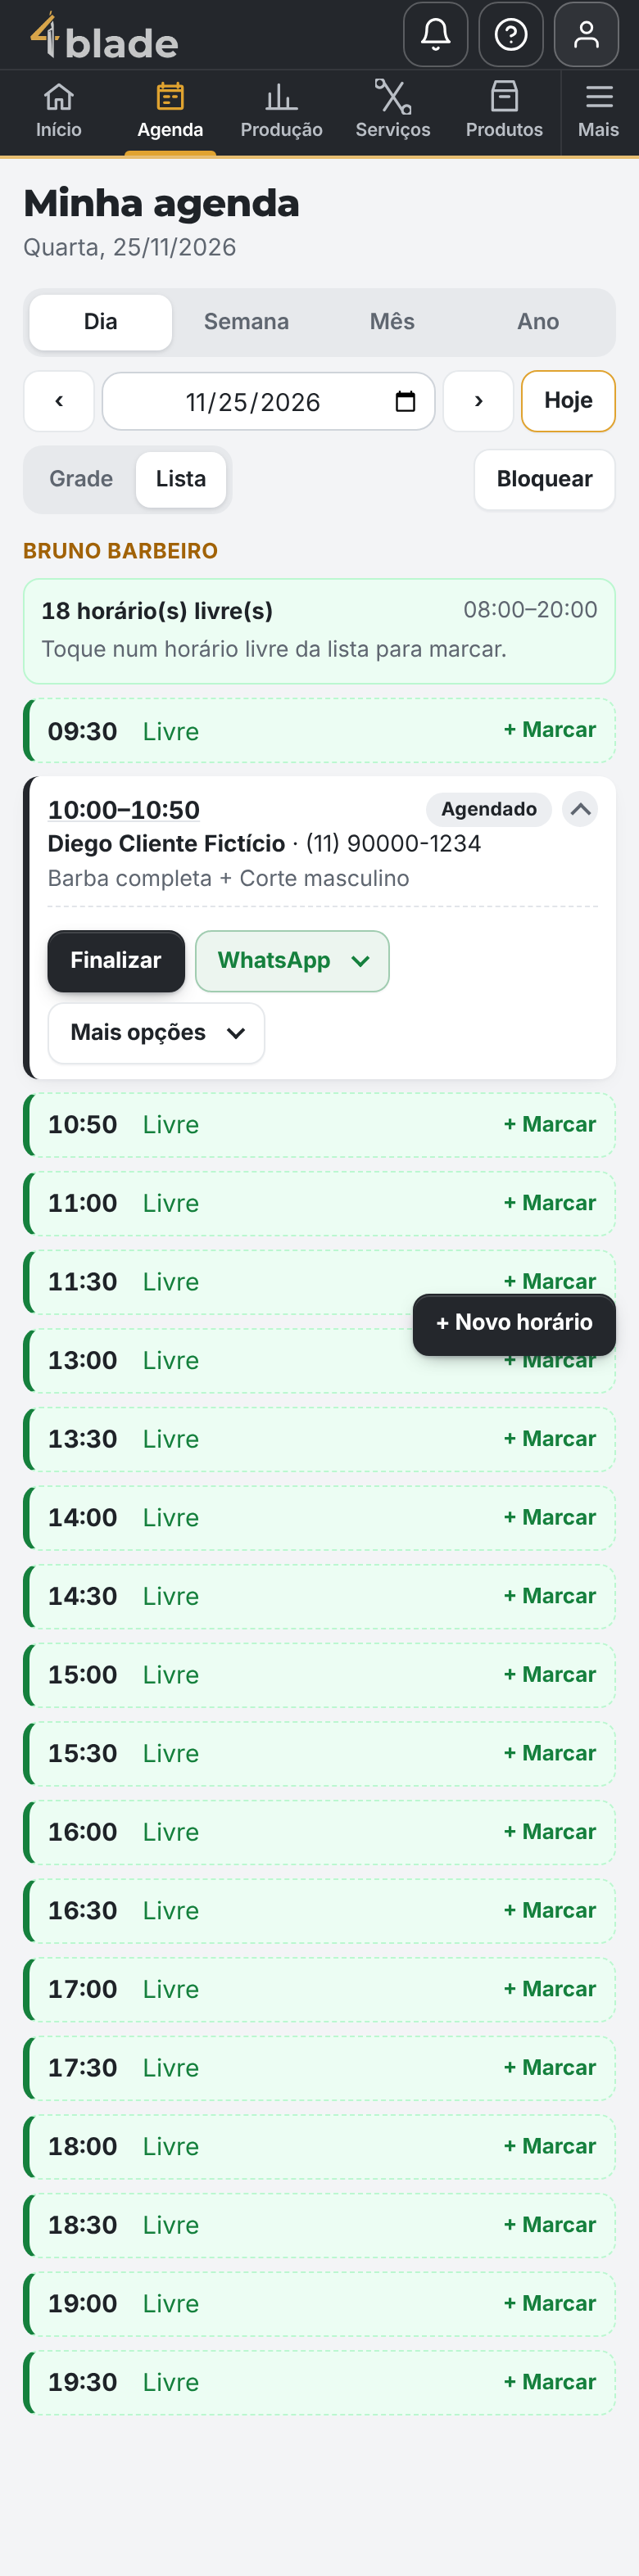 4blade
Início
Agenda
Produção
Serviços
Produtos
Mais
Minha agenda
Quarta, 25/11/2026
Dia
Semana
Mês
Ano
‹
11/25/2026
›
Hoje
Grade
Lista
Bloquear
BRUNO BARBEIRO
18 horário(s) livre(s)
08:00–20:00
Toque num horário livre da lista para marcar.
09:30 Livre + Marcar
10:00–10:50
Agendado
Diego Cliente Fictício · (11) 90000-1234
Barba completa + Corte masculino
Finalizar
WhatsApp
Mais opções
10:50 Livre + Marcar
11:00 Livre + Marcar
11:30 Livre + Marcar
+ Novo horário
13:00 Livre + Marcar
13:30 Livre + Marcar
14:00 Livre + Marcar
14:30 Livre + Marcar
15:00 Livre + Marcar
15:30 Livre + Marcar
16:00 Livre + Marcar
16:30 Livre + Marcar
17:00 Livre + Marcar
17:30 Livre + Marcar
18:00 Livre + Marcar
18:30 Livre + Marcar
19:00 Livre + Marcar
19:30 Livre + Marcar